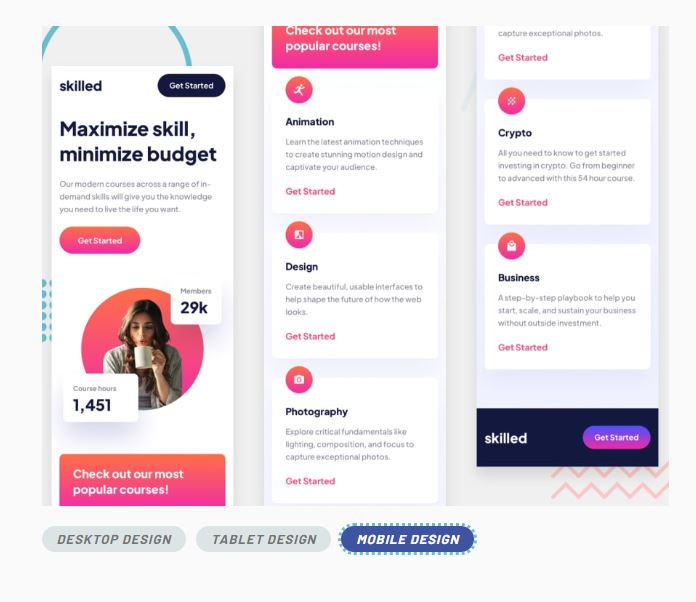 skilled
Get Started
Maximize skill,
minimize budget
Our modern courses across a range of in-
demand skills will give you the knowledge
you need to live the life you want.
Get Started
Members
29k
Course hours
1,451
Check out our most
popular courses!
Check out our most
popular courses!
Animation
Learn the latest animation techniques
to create stunning motion design and
captivate your audience.
Get Started
Design
Create beautiful, usable interfaces to
help shape the future of how the web
looks.
Get Started
Photography
Explore critical fundamentals like
lighting, composition, and focus to
capture exceptional photos.
Get Started
capture exceptional photos.
Get Started
Crypto
All you need to know to get started
investing in crypto. Go from beginner
to advanced with this 54 hour course.
Get Started
Business
A step-by-step playbook to help you
start, scale, and sustain your business
without outside investment.
Get Started
skilled
Get Started
DESKTOP DESIGN
TABLET DESIGN
MOBILE DESIGN